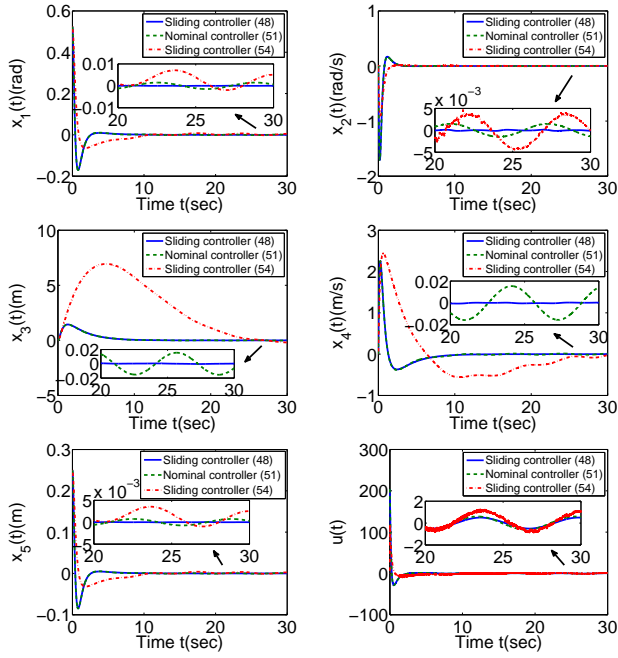 0.6
0.4
0.2
0
−0.2
x1(t)(rad)
Sliding controller (48)
Nominal controller (51)
Sliding controller (54)
0.01
0
−0.01
20 25 30
0 10 20 30
Time t(sec)
2
1
0
−1
−2
x2(t)(rad/s)
Sliding controller (48)
Nominal controller (51)
Sliding controller (54)
x 10−3
5
0
−5
20 25 30
0 10 20 30
Time t(sec)
10
5
0
−5
x3(t)(m)
Sliding controller (48)
Nominal controller (51)
Sliding controller (54)
0.02
0
−0.02
20 25 30
0 10 20 30
Time t(sec)
3
2
1
0
−1
x4(t)(m/s)
Sliding controller (48)
Nominal controller (51)
Sliding controller (54)
0.02
0
−0.02
20 25 30
0 10 20 30
Time t(sec)
0.3
0.2
0.1
0
−0.1
x5(t)(m)
Sliding controller (48)
Nominal controller (51)
Sliding controller (54)
x 10−3
5
0
−5
20 25 30
0 10 20 30
Time t(sec)
300
200
100
0
−100
u(t)
Sliding controller (48)
Nominal controller (51)
Sliding controller (54)
2
0
−2
20 25 30
0 10 20 30
Time t(sec)